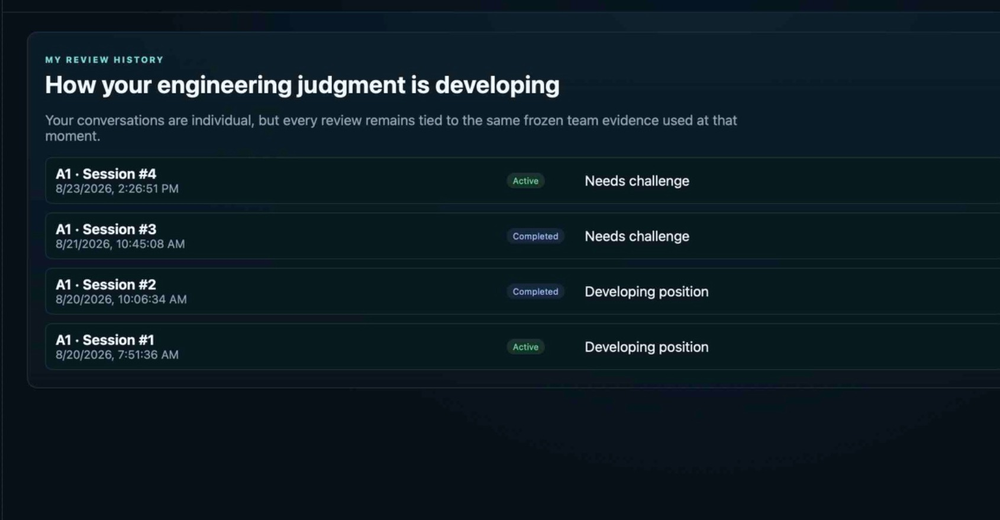 MY REVIEW HISTORY
How your engineering judgment is developing
Your conversations are individual, but every review remains tied to the same frozen team evidence used at that
moment.
A1 · Session #4
8/23/2026, 2:26:51 PM
Active
Needs challenge
A1 · Session #3
8/21/2026, 10:45:08 AM
Completed
Needs challenge
A1 · Session #2
8/20/2026, 10:06:34 AM
Completed
Developing position
A1 · Session #1
8/20/2026, 7:51:36 AM
Active
Developing position